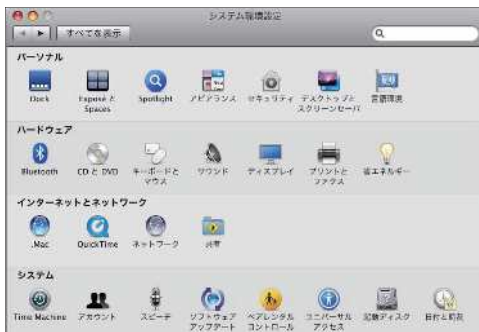 システム環境設定
すべてを表示
パーソナル
Dock
Exposé と Spaces
Spotlight
アピアランス
セキュリティ
デスクトップと スクリーンセーバ
言語環境
ハードウェア
Bluetooth
CD と DVD
キーボードと マウス
サウンド
ディスプレイ
プリントと ファクス
省エネルギー
インターネットとネットワーク
.Mac
QuickTime
ネットワーク
共有
システム
Time Machine
アカウント
スピーチ
ソフトウェア アップデート
ペアレンタル コントロール
ユニバーサル アクセス
起動ディスク
日付と時刻